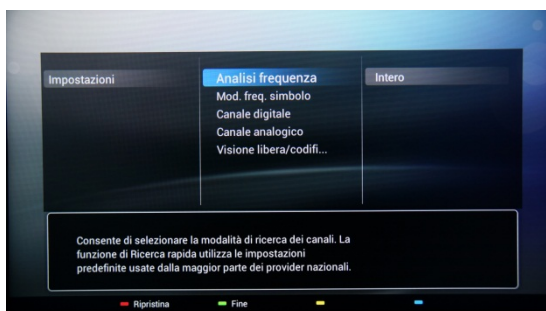 Impostazioni
Analisi frequenza
Intero
Mod. freq. simbolo
Canale digitale
Canale analogico
Visione libera/codifi...
Consente di selezionare la modalità di ricerca dei canali. La
funzione di Ricerca rapida utilizza le impostazioni
predefinite usate dalla maggior parte dei provider nazionali.
Ripristina
Fine